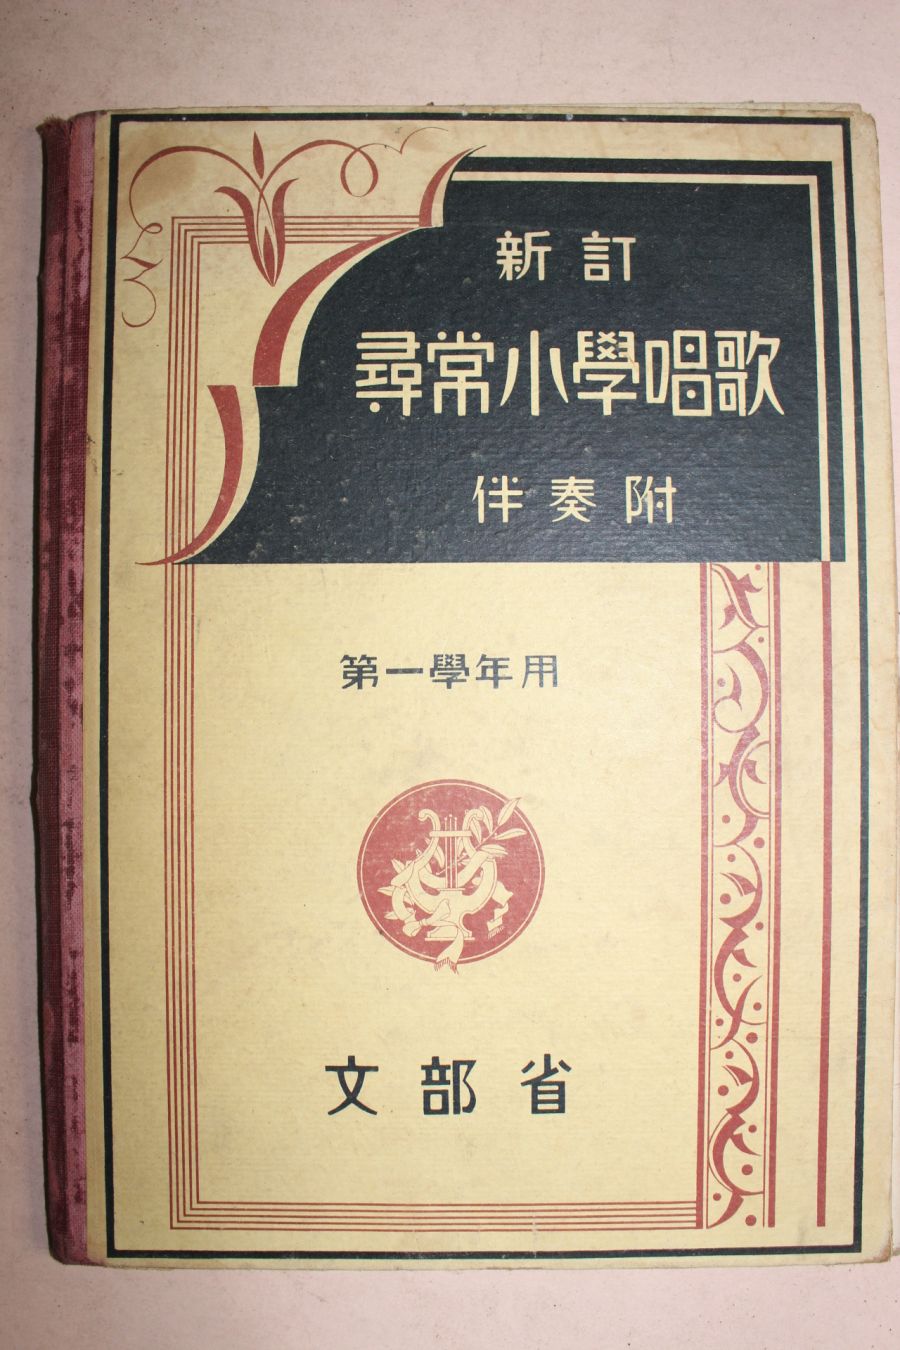 新訂
尋常小學唱歌
伴奏附
第一學年用
文部省